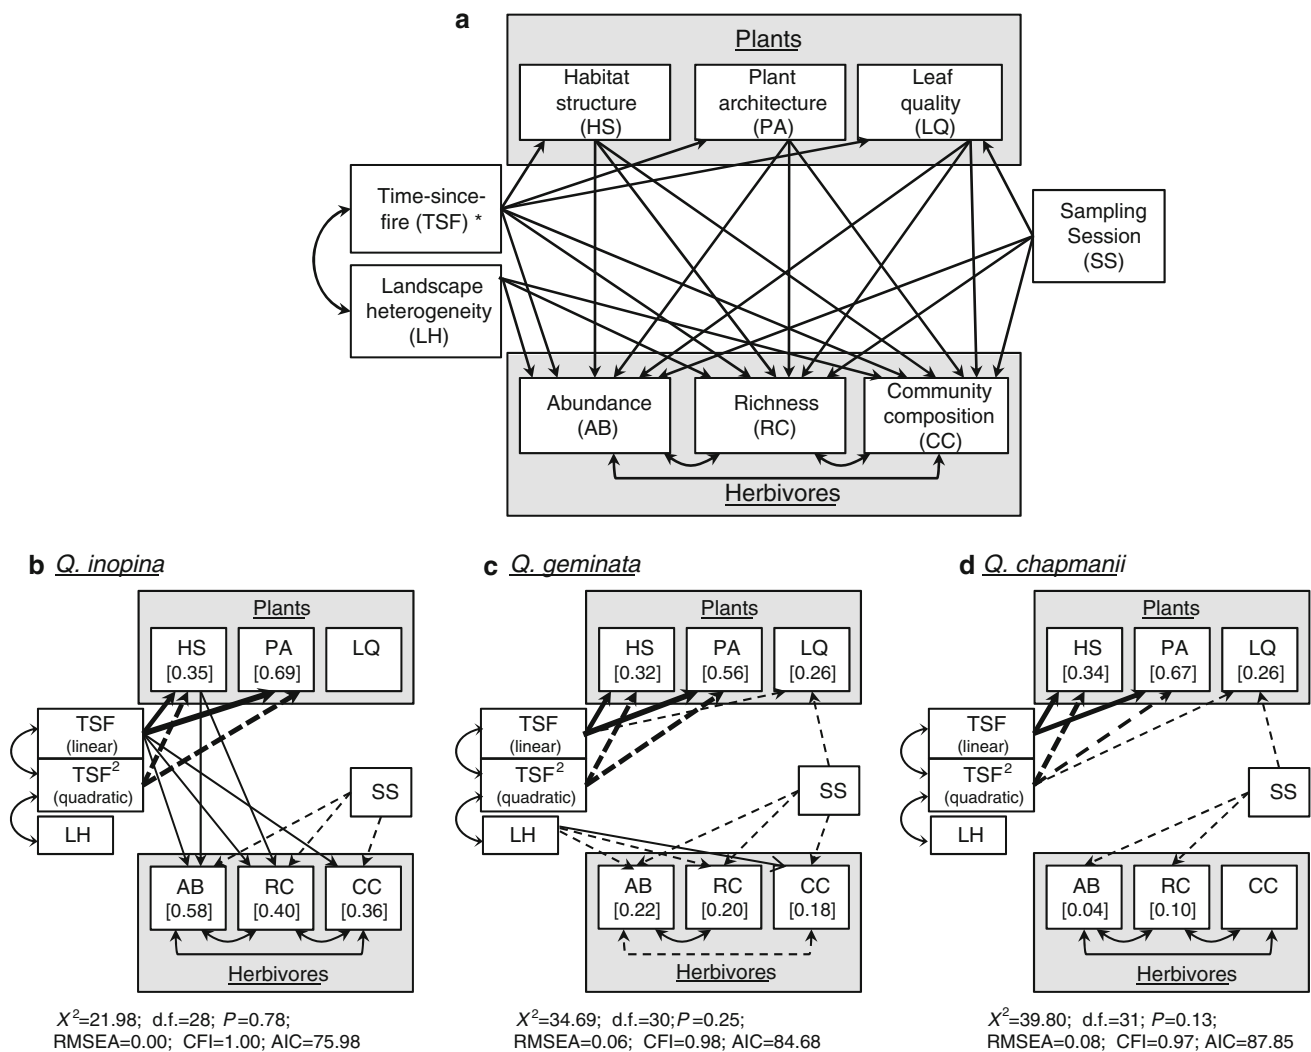 a
Plants
Habitat
structure
(HS)
Plant
architecture
(PA)
Leaf
quality
(LQ)
Time-since-
fire (TSF) *
Landscape
heterogeneity
(LH)
Sampling
Session
(SS)
Abundance
(AB)
Richness
(RC)
Community
composition
(CC)
Herbivores
b Q. inopina
Plants
HS
[0.35]
PA
[0.69]
LQ
TSF
(linear)
TSF²
(quadratic)
LH
SS
AB
[0.58]
RC
[0.40]
CC
[0.36]
Herbivores
X²=21.98; d.f.=28; P=0.78;
RMSEA=0.00; CFI=1.00; AIC=75.98
c Q. geminata
Plants
HS
[0.32]
PA
[0.56]
LQ
[0.26]
TSF
(linear)
TSF²
(quadratic)
LH
SS
AB
[0.22]
RC
[0.20]
CC
[0.18]
Herbivores
X²=34.69; d.f.=30; P=0.25;
RMSEA=0.06; CFI=0.98; AIC=84.68
d Q. chapmanii
Plants
HS
[0.34]
PA
[0.67]
LQ
[0.26]
TSF
(linear)
TSF²
(quadratic)
LH
SS
AB
[0.04]
RC
[0.10]
CC
Herbivores
X²=39.80; d.f.=31; P=0.13;
RMSEA=0.08; CFI=0.97; AIC=87.85